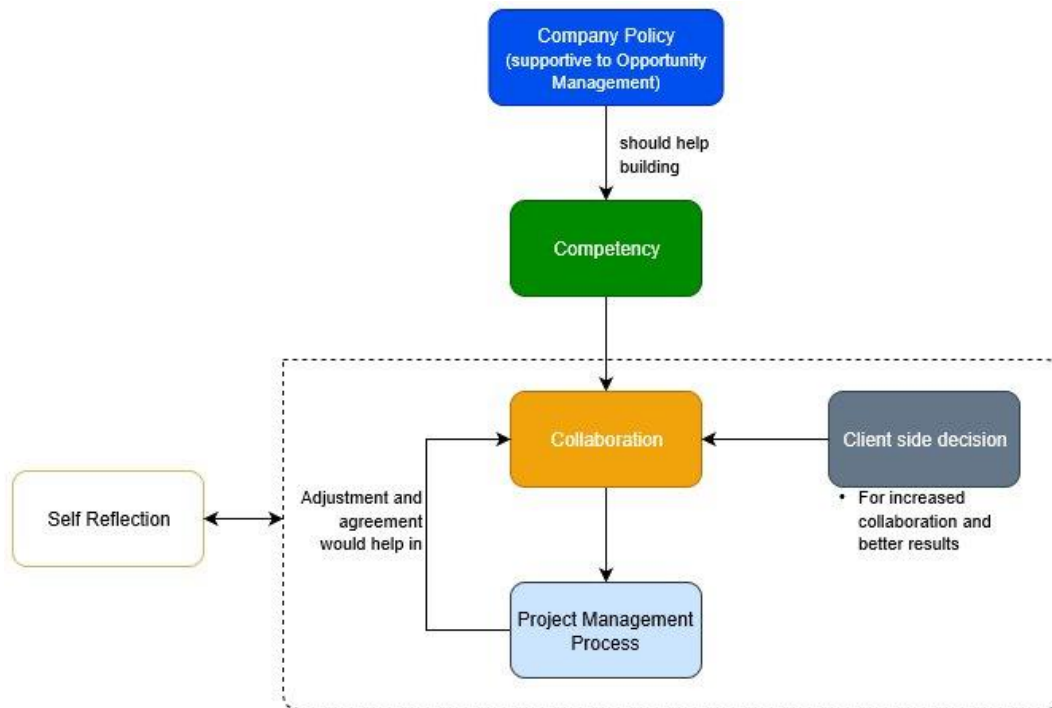 Company Policy
(supportive to Opportunity
Management)
should help
building
Competency
Collaboration
Client side decision
• For increased
collaboration and
better results
Adjustment and
agreement
would help in
Self Reflection
Project Management
Process